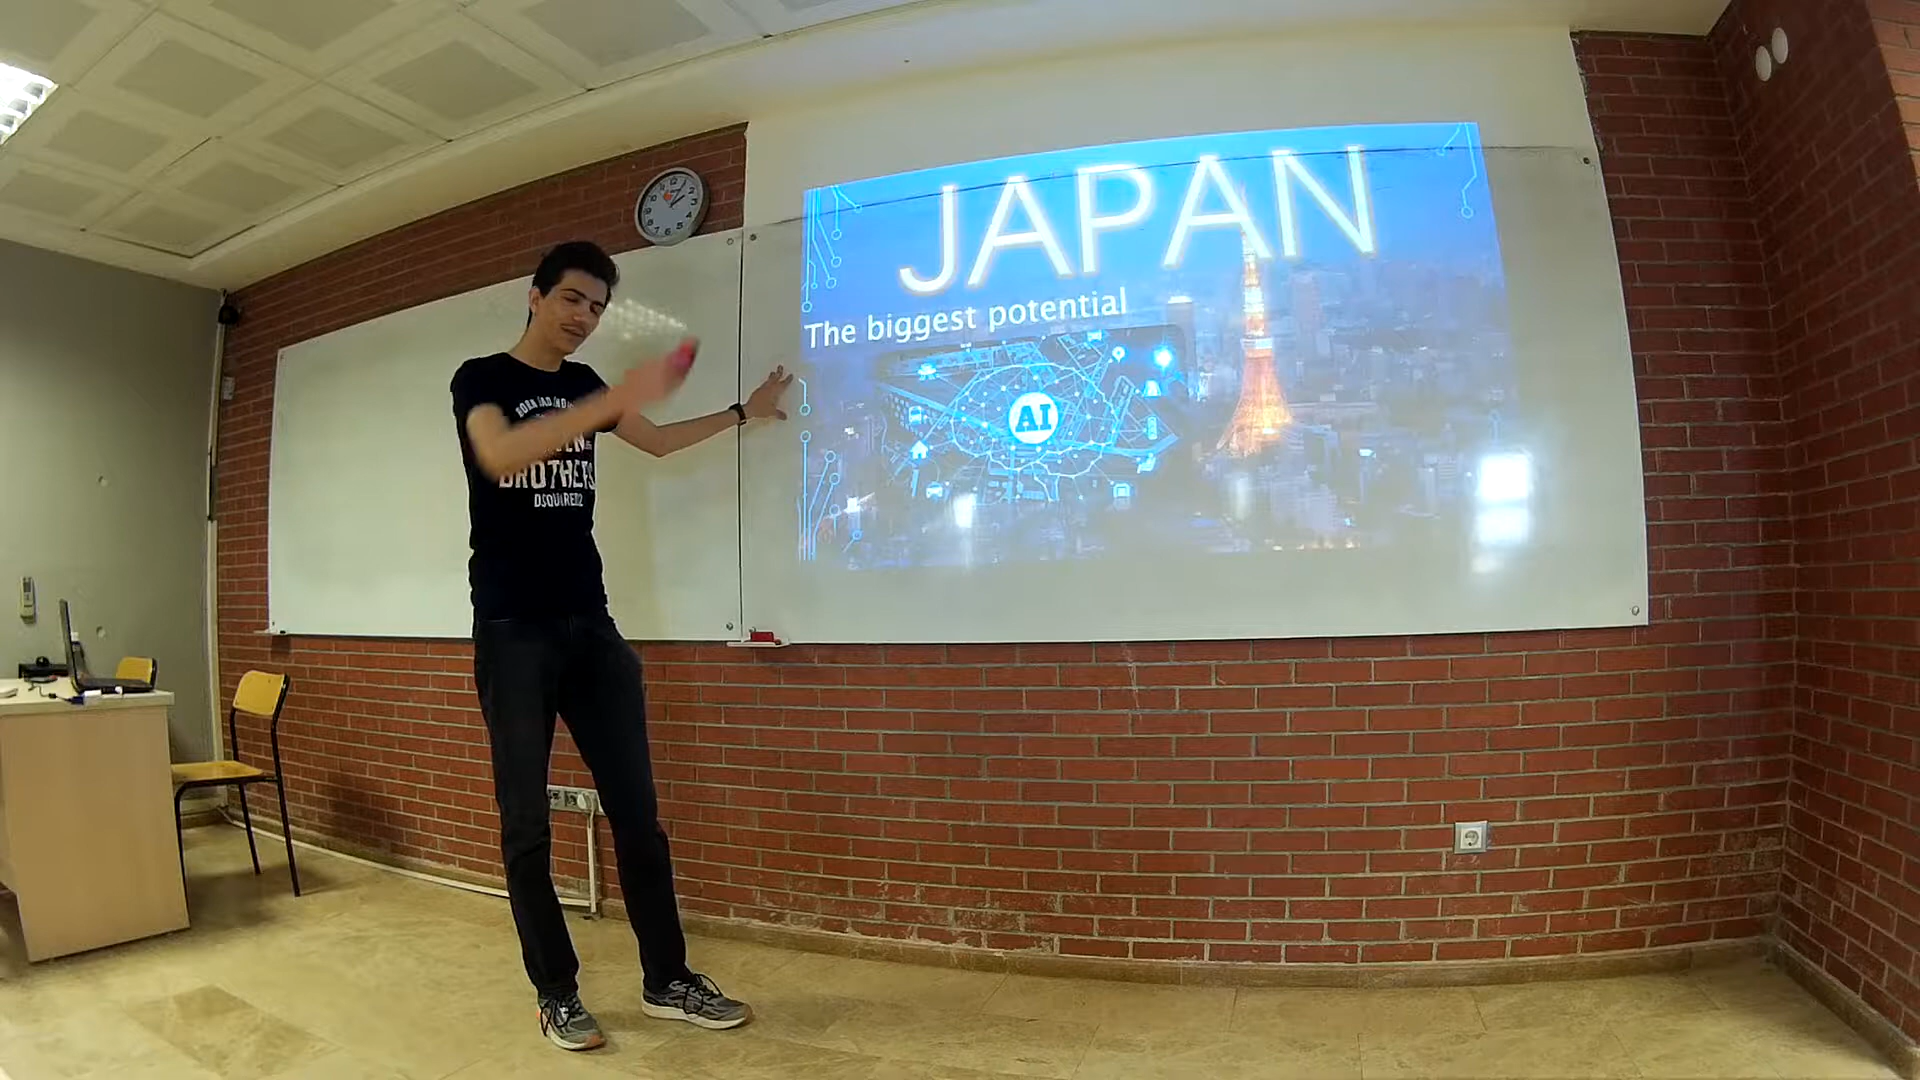 JAPAN
The biggest potential
AI
BROTHERS
DSQUARED2